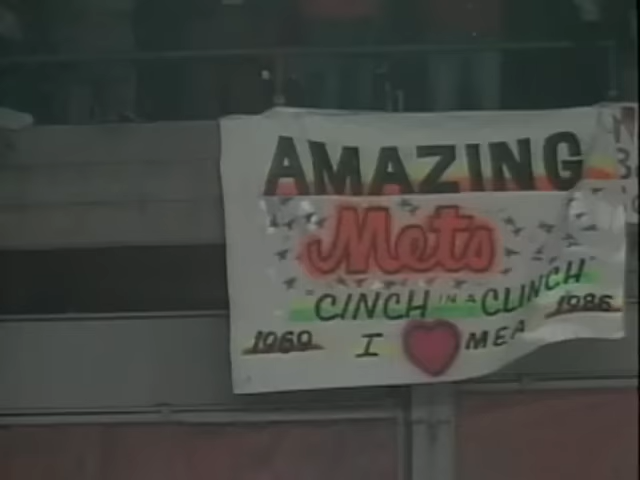 AMAZING
Mets
CINCH IN A CLINCH
1969 1986
I ❤ MEA